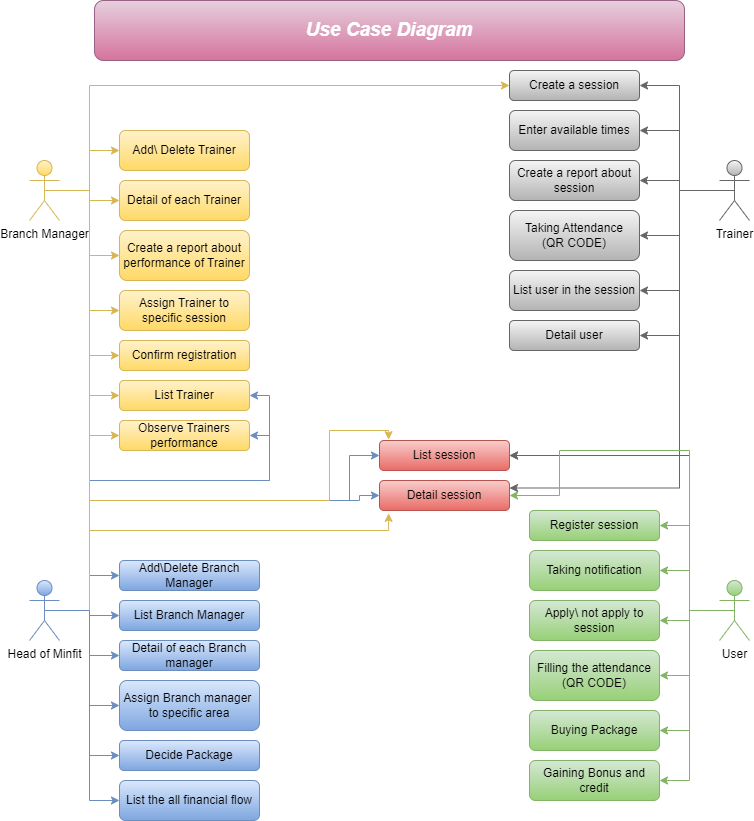 Use Case Diagram
Create a session
Enter available times
Create a report about
session
Taking Attendance
(QR CODE)
List user in the session
Detail user
Trainer
Branch Manager
Add\ Delete Trainer
Detail of each Trainer
Create a report about
performance of Trainer
Assign Trainer to
specific session
Confirm registration
List Trainer
Observe Trainers
performance
List session
Detail session
Head of Minfit
Add\Delete Branch
Manager
List Branch Manager
Detail of each Branch
manager
Assign Branch manager
to specific area
Decide Package
List the all financial flow
Register session
Taking notification
Apply\ not apply to
session
Filling the attendance
(QR CODE)
Buying Package
Gaining Bonus and
credit
User